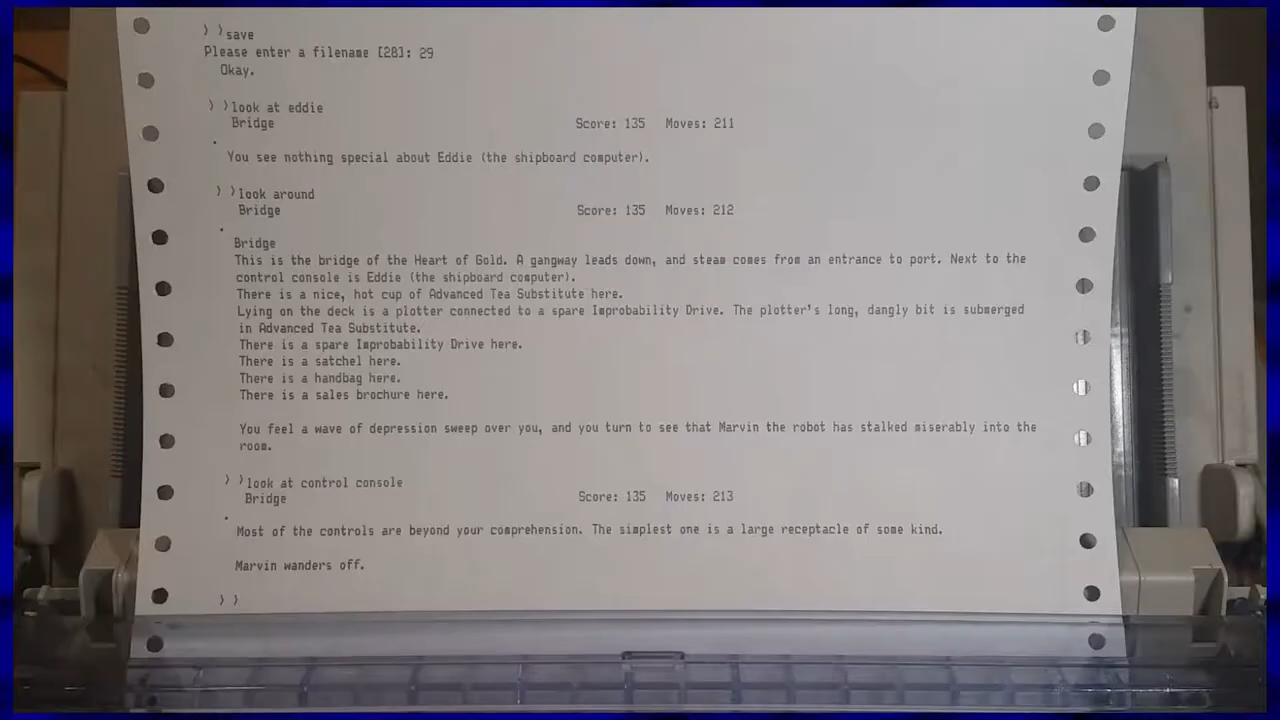 > >save
Please enter a filename [28]: 29
Okay.
> >look at eddie
Bridge Score: 135 Moves: 211
.
You see nothing special about Eddie (the shipboard computer).
> >look around
Bridge Score: 135 Moves: 212
.
Bridge
This is the bridge of the Heart of Gold. A gangway leads down, and steam comes from an entrance to port. Next to the
control console is Eddie (the shipboard computer).
There is a nice, hot cup of Advanced Tea Substitute here.
Lying on the deck is a plotter connected to a spare Improbability Drive. The plotter's long, dangly bit is submerged
in Advanced Tea Substitute.
There is a spare Improbability Drive here.
There is a satchel here.
There is a handbag here.
There is a sales brochure here.
You feel a wave of depression sweep over you, and you turn to see that Marvin the robot has stalked miserably into the
room.
> >look at control console
Bridge Score: 135 Moves: 213
.
Most of the controls are beyond your comprehension. The simplest one is a large receptacle of some kind.
Marvin wanders off.
> >